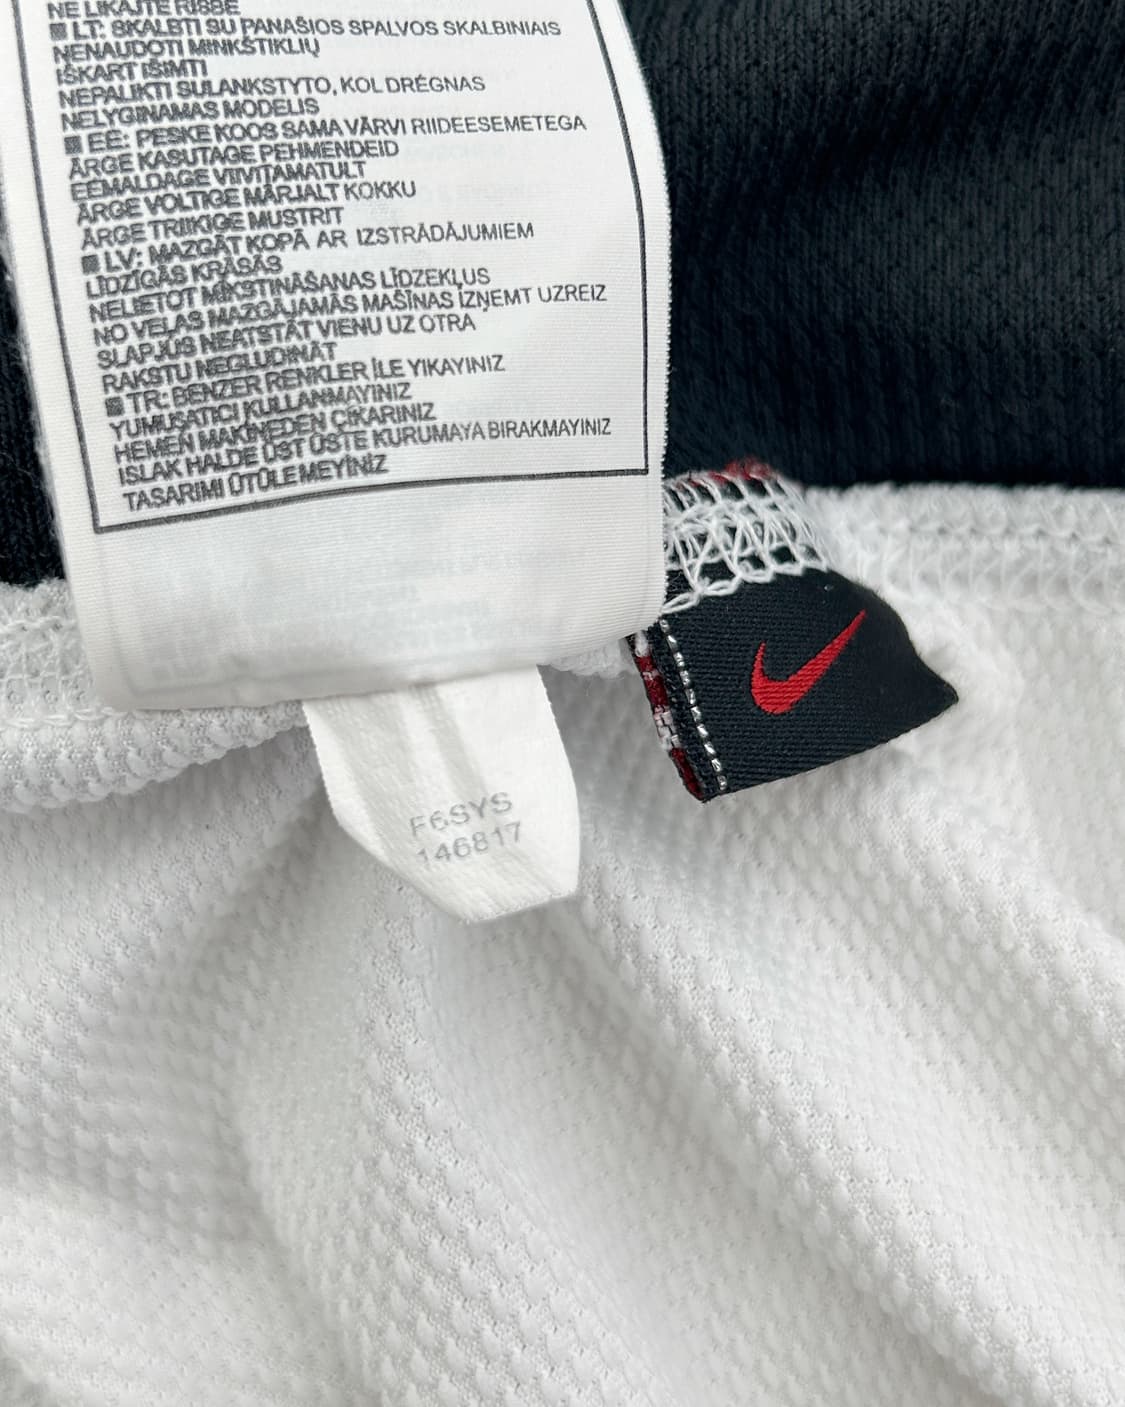 NE LIKAJTE RISBE
LT: SKALBTI SU PANAŠIOS SPALVOS SKALBINIAIS
NENAUDOTI MINKŠTIKLIŲ
IŠKART IŠIMTI
NEPALIKTI SULANKSTYTO, KOL DRĖGNAS
NELYGINAMAS MODELIS
EE: PESKE KOOS SAMA VÄRVI RIIDEESEMETEGA
ÄRGE KASUTAGE PEHMENDEID
EEMALDAGE VIIVITAMATULT
ÄRGE VOLTIGE MÄRJALT KOKKU
ÄRGE TRIIKIGE MUSTRIT
LV: MAZGĀT KOPĀ AR IZSTRĀDĀJUMIEM
LĪDZĪGĀS KRĀSĀS
NELIETOT MĪKSTINĀŠANAS LĪDZEKĻUS
NO VEĻAS MAZGĀJAMĀS MAŠĪNAS IZŅEMT UZREIZ
SLAPJUS NEATSTĀT VIENU UZ OTRA
RAKSTU NEGLUDINĀT
TR: BENZER RENKLER İLE YIKAYINIZ
YUMUŞATICI KULLANMAYINIZ
HEMEN MAKİNEDEN ÇIKARINIZ
ISLAK HALDE ÜST ÜSTE KURUMAYA BIRAKMAYINIZ
TASARIMI ÜTÜLEMEYİNİZ
F6SYS
146817